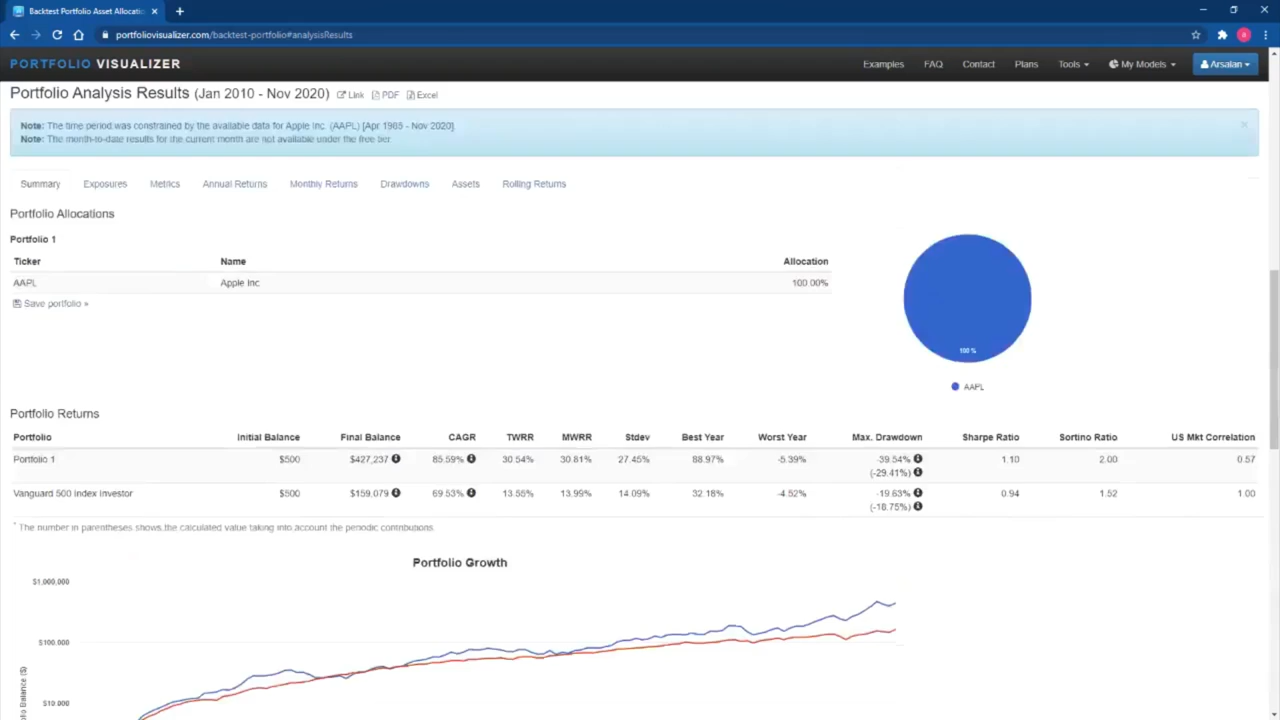 Backtest Portfolio Asset Allocatio
portfoliovisualizer.com/backtest-portfolio#analysisResults
PORTFOLIO VISUALIZER
Examples FAQ Contact Plans Tools My Models Arsalan
Portfolio Analysis Results (Jan 2010 - Nov 2020) Link PDF Excel
Note: The time period was constrained by the available data for Apple Inc. (AAPL) [Apr 1985 - Nov 2020].
Note: The month-to-date results for the current month are not available under the free tier.
Summary Exposures Metrics Annual Returns Monthly Returns Drawdowns Assets Rolling Returns
Portfolio Allocations
Portfolio 1
Ticker Name Allocation
AAPL Apple Inc 100.00%
Save portfolio »
100 %
AAPL
Portfolio Returns
Portfolio Initial Balance Final Balance CAGR TWRR MWRR Stdev Best Year Worst Year Max. Drawdown Sharpe Ratio Sortino Ratio US Mkt Correlation
Portfolio 1 $500 $427,237 85.59% 30.54% 30.81% 27.45% 88.97% -5.39% -39.54% 1.10 2.00 0.57
(-29.41%)
Vanguard 500 Index Investor $500 $159,079 69.53% 13.55% 13.99% 14.09% 32.18% -4.52% -19.63% 0.94 1.52 1.00
(-18.75%)
* The number in parentheses shows the calculated value taking into account the periodic contributions.
Portfolio Growth
$1,000,000
$100,000
$10,000
folio Balance ($)